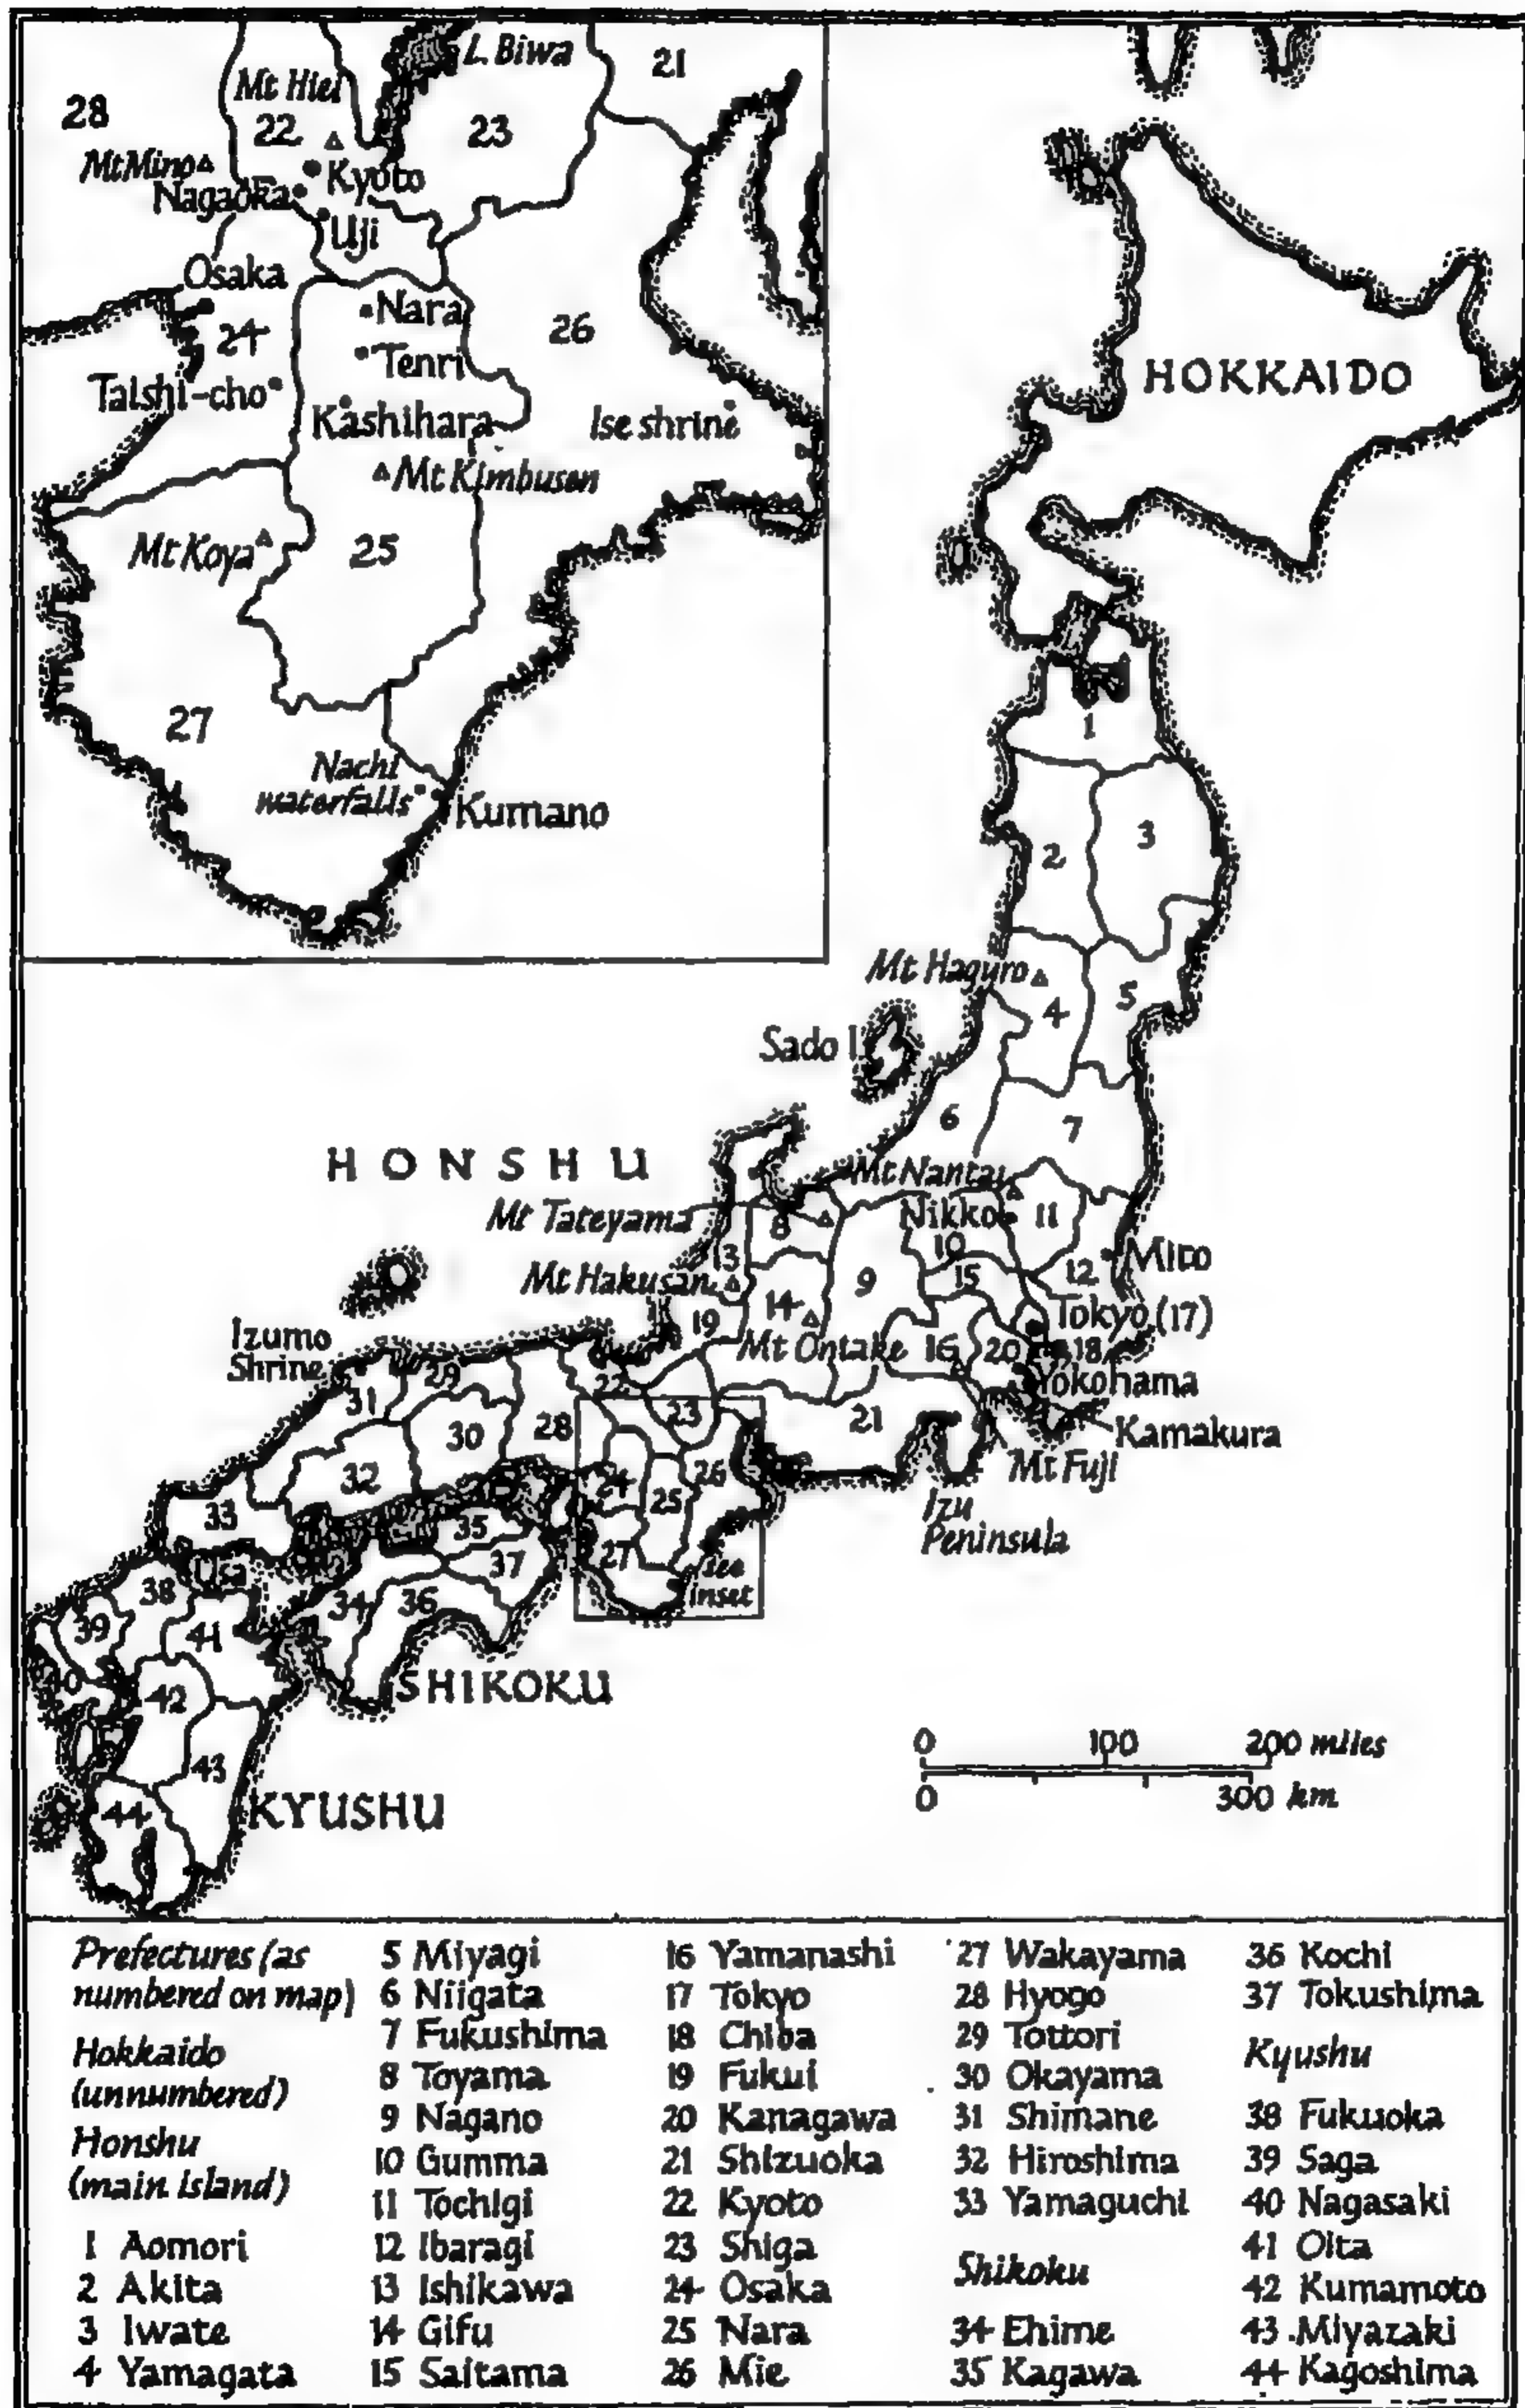 L. Biwa
21
28
Mt Hiei
22
23
Mt Mino
Kyoto
Nagaoka
Uji
Osaka
Nara
24
26
Tenri
Taishi-cho
Kashihara
Ise shrine
Mt Kimbusen
Mt Koya
25
27
Nachi
waterfalls
Kumano
HOKKAIDO
1
2
3
Mt Haguro
4
5
Sado I.
6
7
HONSHU
Mt Nantai
Mt Tateyama
8
Nikko
11
13
10
Mito
Mt Hakusan
9
15
12
14
19
Tokyo (17)
Izumo
Shrine
Mt Ontake
16
20
18
29
22
Yokohama
31
23
21
30
28
Kamakura
32
26
Mt Fuji
24
25
Izu
Peninsula
33
35
Usa
27
see
inset
38
37
34
36
39
41
40
SHIKOKU
42
43
44
KYUSHU
0 100 200 miles
0 300 km
Prefectures (as
numbered on map)
Hokkaido
(unnumbered)
Honshu
(main island)
1 Aomori
2 Akita
3 Iwate
4 Yamagata
5 Miyagi
6 Niigata
7 Fukushima
8 Toyama
9 Nagano
10 Gumma
11 Tochigi
12 Ibaragi
13 Ishikawa
14 Gifu
15 Saitama
16 Yamanashi
17 Tokyo
18 Chiba
19 Fukui
20 Kanagawa
21 Shizuoka
22 Kyoto
23 Shiga
24 Osaka
25 Nara
26 Mie
27 Wakayama
28 Hyogo
29 Tottori
30 Okayama
31 Shimane
32 Hiroshima
33 Yamaguchi
Shikoku
34 Ehime
35 Kagawa
36 Kochi
37 Tokushima
Kyushu
38 Fukuoka
39 Saga
40 Nagasaki
41 Oita
42 Kumamoto
43 Miyazaki
44 Kagoshima